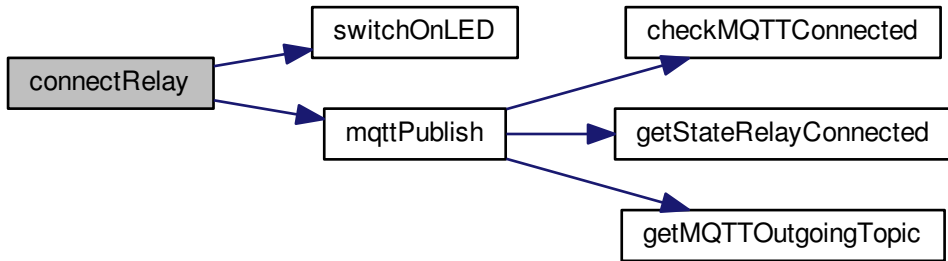 connectRelay
switchOnLED
mqttPublish
checkMQTTConnected
getStateRelayConnected
getMQTTOutgoingTopic